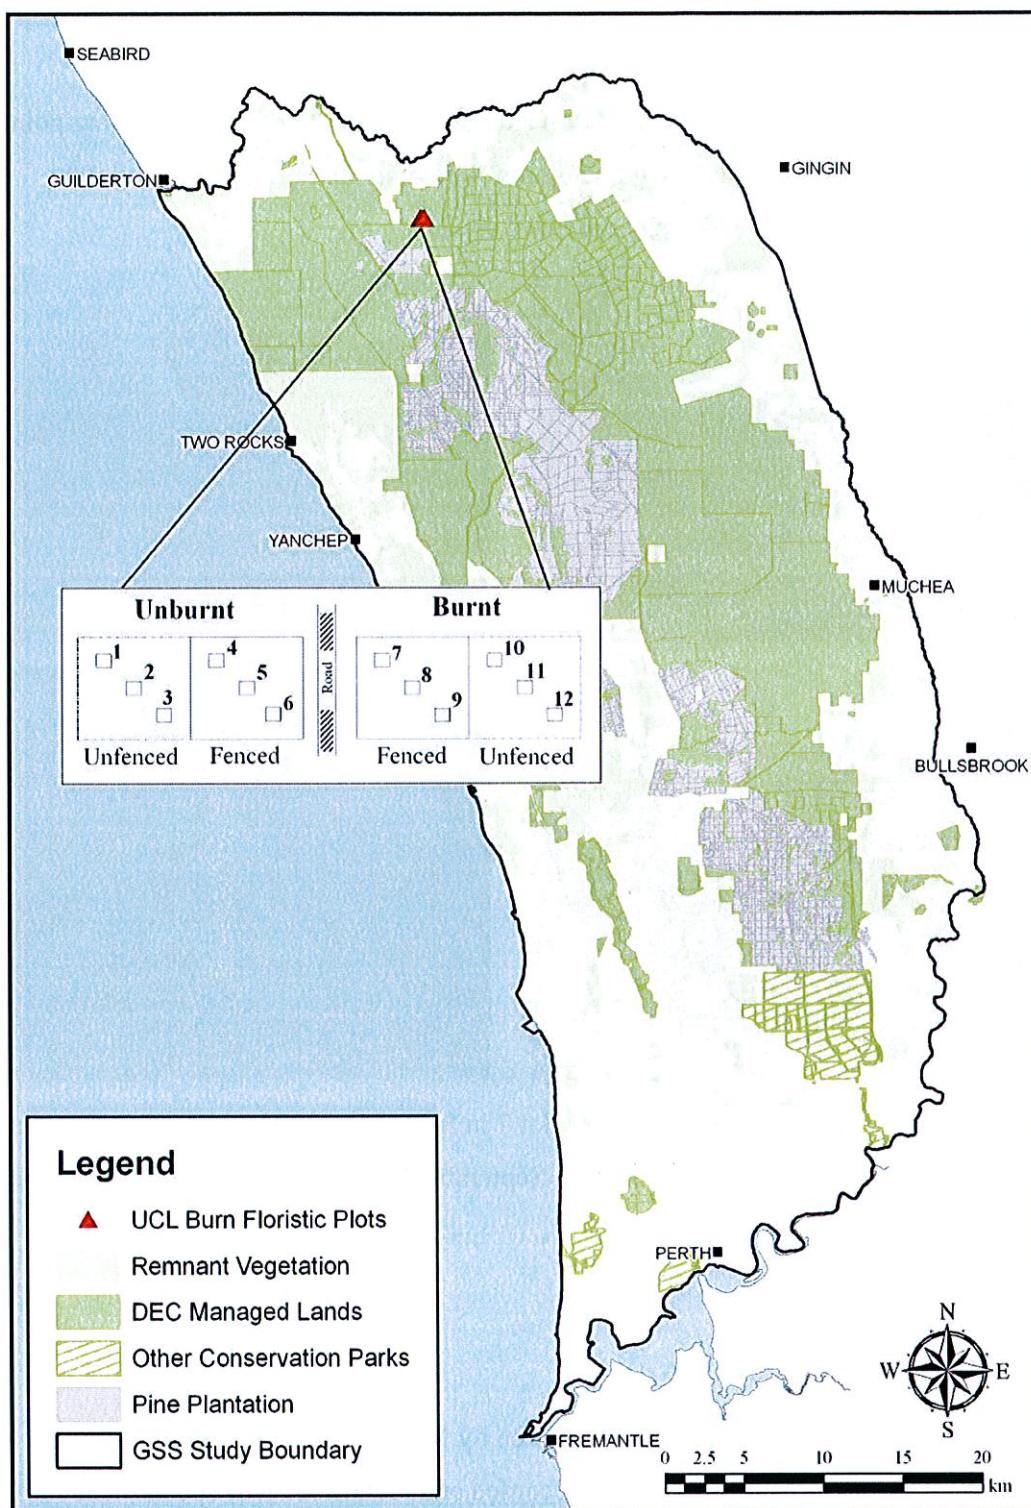 SEABIRD
GINGIN
GUILDERTON
TWO ROCKS
YANCHEP
MUCHEA
Unburnt
Burnt
1
4
7
10
2
5
8
11
3
6
9
12
Road
Unfenced
Fenced
Fenced
Unfenced
BULLSBROOK
Legend
UCL Burn Floristic Plots
Remnant Vegetation
DEC Managed Lands
Other Conservation Parks
Pine Plantation
GSS Study Boundary
PERTH
N
W
E
S
FREMANTLE
0 2.5 5 10 15 20
km